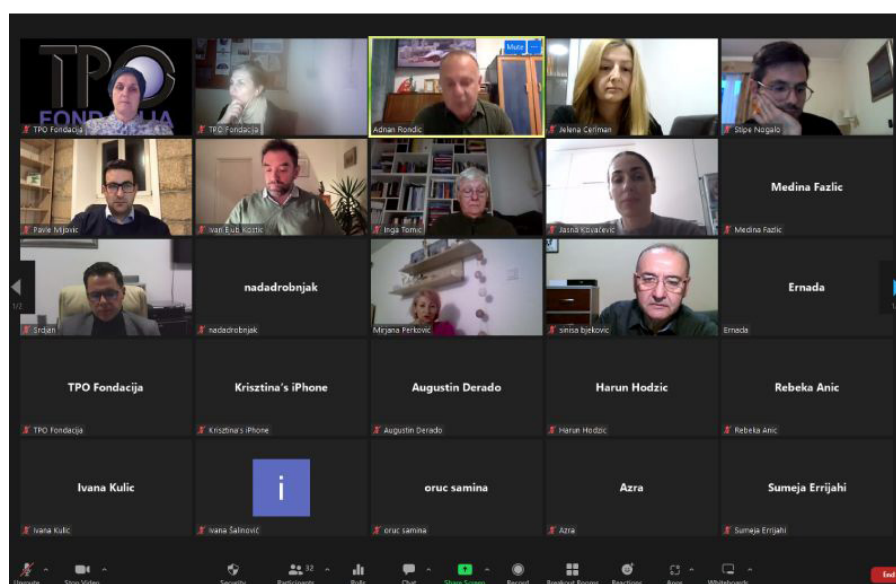 TPO
FONDACIJA
TPO Fondacija
TPO Fondacija
Mute
Adnan Rondic
Jelena Ceriman
Stipe Nogalo
Pavle Mijovic
Ivan Ejub Kostic
Inga Tomic
Jasna Kovačević
Medina Fazlic
Medina Fazlic
Srdjan
nadadrobnjak
nadadrobnjak
Mirjana Perkovic
sinisa bjekovic
Ernada
Ernada
1/2
TPO Fondacija
TPO Fondacija
Krisztina's iPhone
Krisztina's iPhone
Augustin Derado
Augustin Derado
Harun Hodzic
Harun Hodzic
Rebeka Anic
Rebeka Anic
Ivana Kulic
Ivana Kulic
i
Ivana Šalinović
oruc samina
oruc samina
Azra
Azra
Sumeja Errijahi
Sumeja Errijahi
Unmute
Stop Video
Security
Participants
32
Polls
Chat
Share Screen
Record
Breakout Rooms
Reactions
Apps
Whiteboards
End